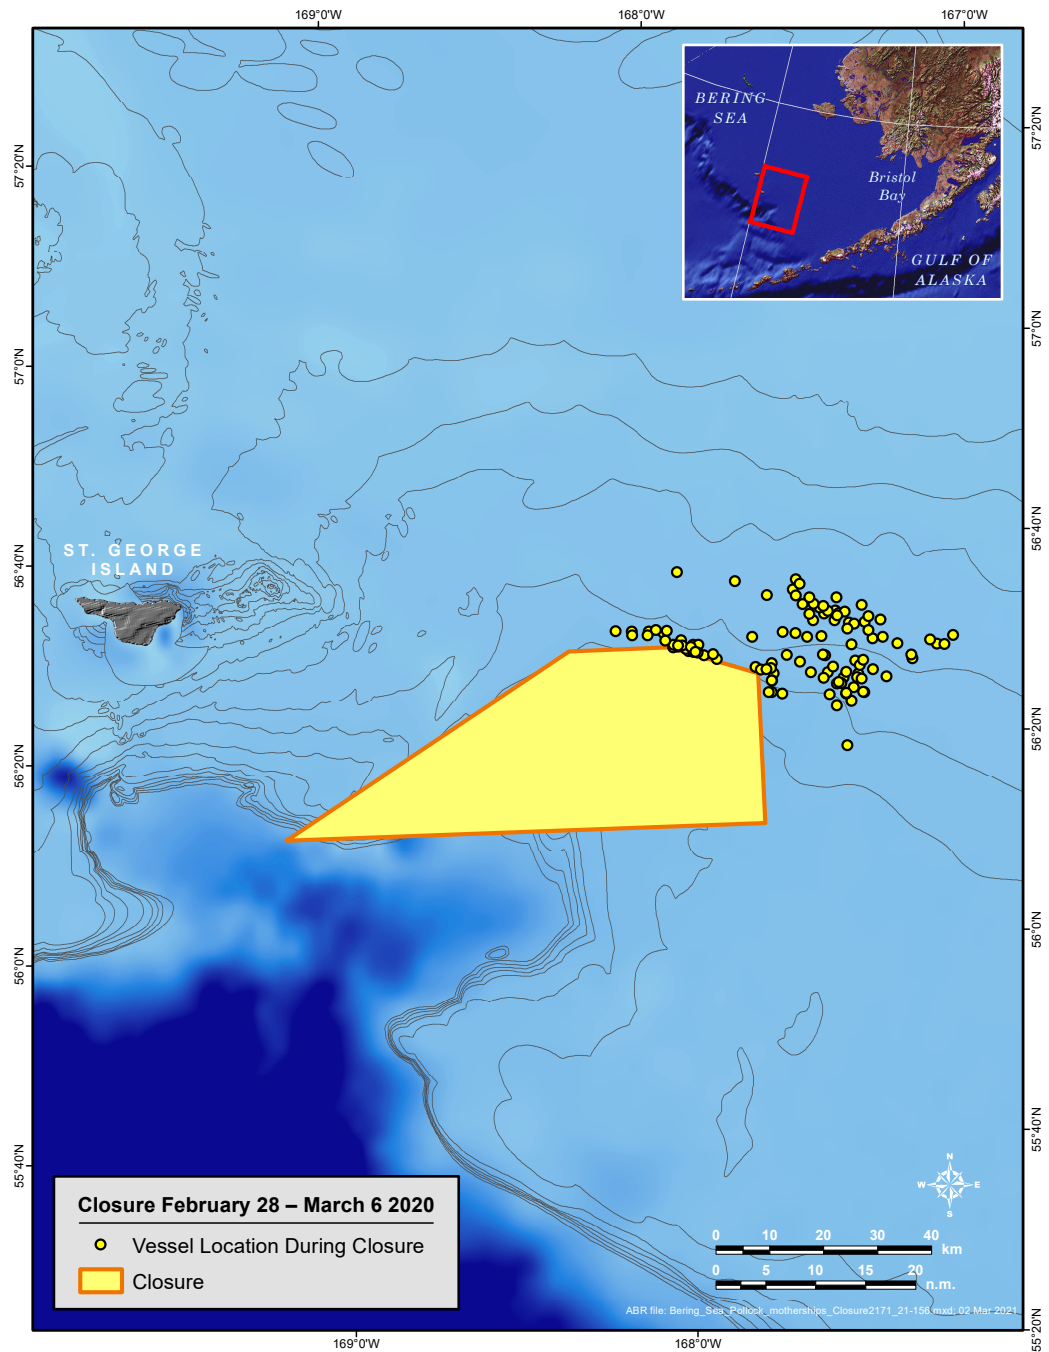 169°0'W
168°0'W
167°0'W
BERING
SEA
Bristol
Bay
GULF OF
ALASKA
57°20'N
57°20'N
57°0'N
57°0'N
56°40'N
56°40'N
ST. GEORGE
ISLAND
56°20'N
56°20'N
56°0'N
56°0'N
55°40'N
55°40'N
55°20'N
N
W
E
S
Closure February 28 – March 6 2020
Vessel Location During Closure
Closure
0 10 20 30 40
km
0 5 10 15 20
n.m.
ABR file: Bering_Sea_Pollock_motherships_Closure2171_21-156.mxd; 02 Mar 2021
169°0'W
168°0'W